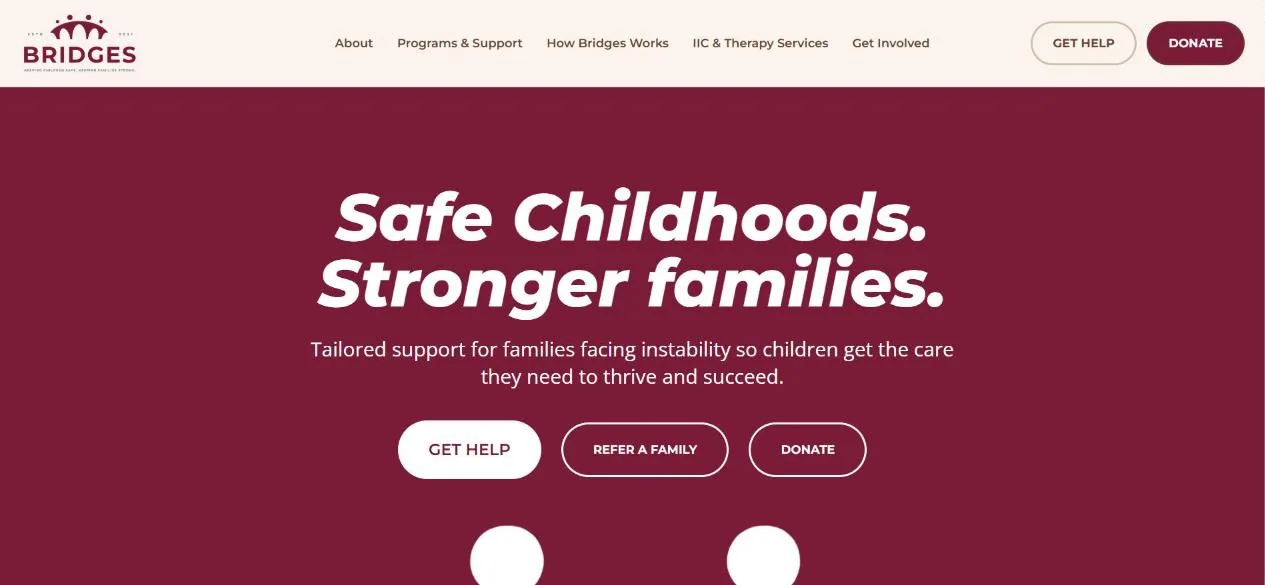 BRIDGES
About
Programs & Support
How Bridges Works
IIC & Therapy Services
Get Involved
GET HELP
DONATE
Safe Childhoods.
Stronger families.
Tailored support for families facing instability so children get the care
they need to thrive and succeed.
GET HELP
REFER A FAMILY
DONATE